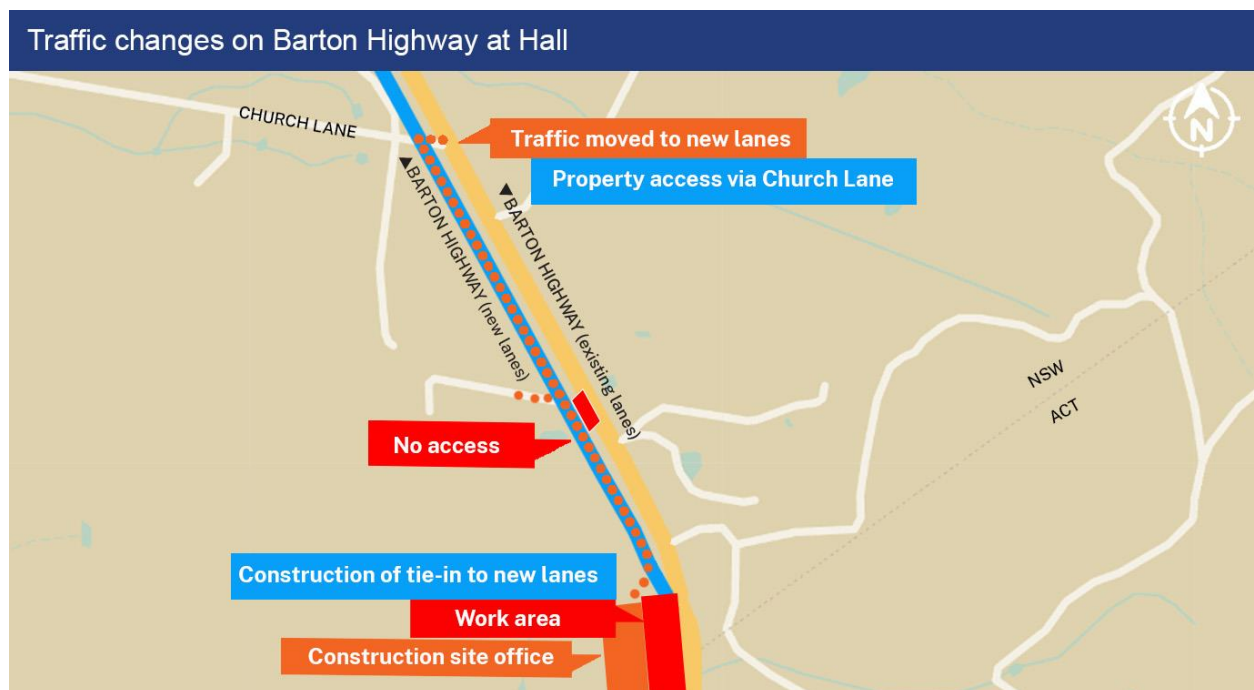 Traffic changes on Barton Highway at Hall
CHURCH LANE
Traffic moved to new lanes
Property access via Church Lane
N
BARTON HIGHWAY (new lanes)
BARTON HIGHWAY (existing lanes)
NSW
ACT
No access
Construction of tie-in to new lanes
Work area
Construction site office